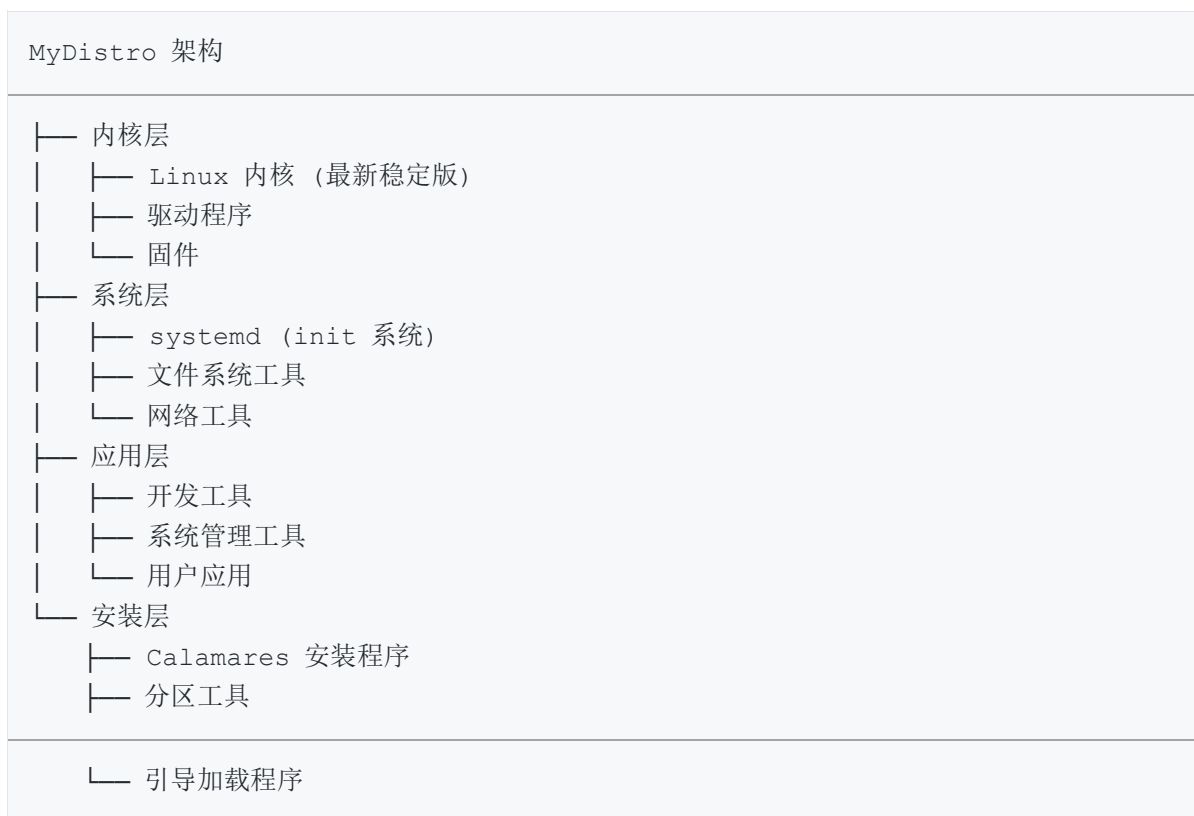 MyDistro 架构
├── 内核层
│   ├── Linux 内核 (最新稳定版)
│   ├── 驱动程序
│   └── 固件
├── 系统层
│   ├── systemd (init 系统)
│   ├── 文件系统工具
│   └── 网络工具
├── 应用层
│   ├── 开发工具
│   ├── 系统管理工具
│   └── 用户应用
└── 安装层
    ├── Calamares 安装程序
    ├── 分区工具
    └── 引导加载程序